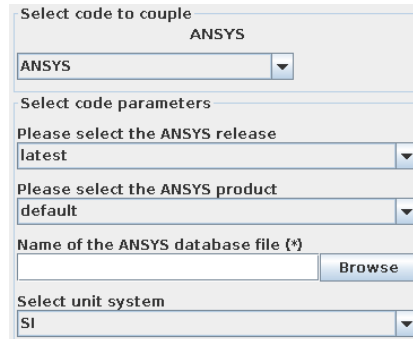 Select code to couple
ANSYS
ANSYS
Select code parameters
Please select the ANSYS release
latest
Please select the ANSYS product
default
Name of the ANSYS database file (*)
Browse
Select unit system
SI